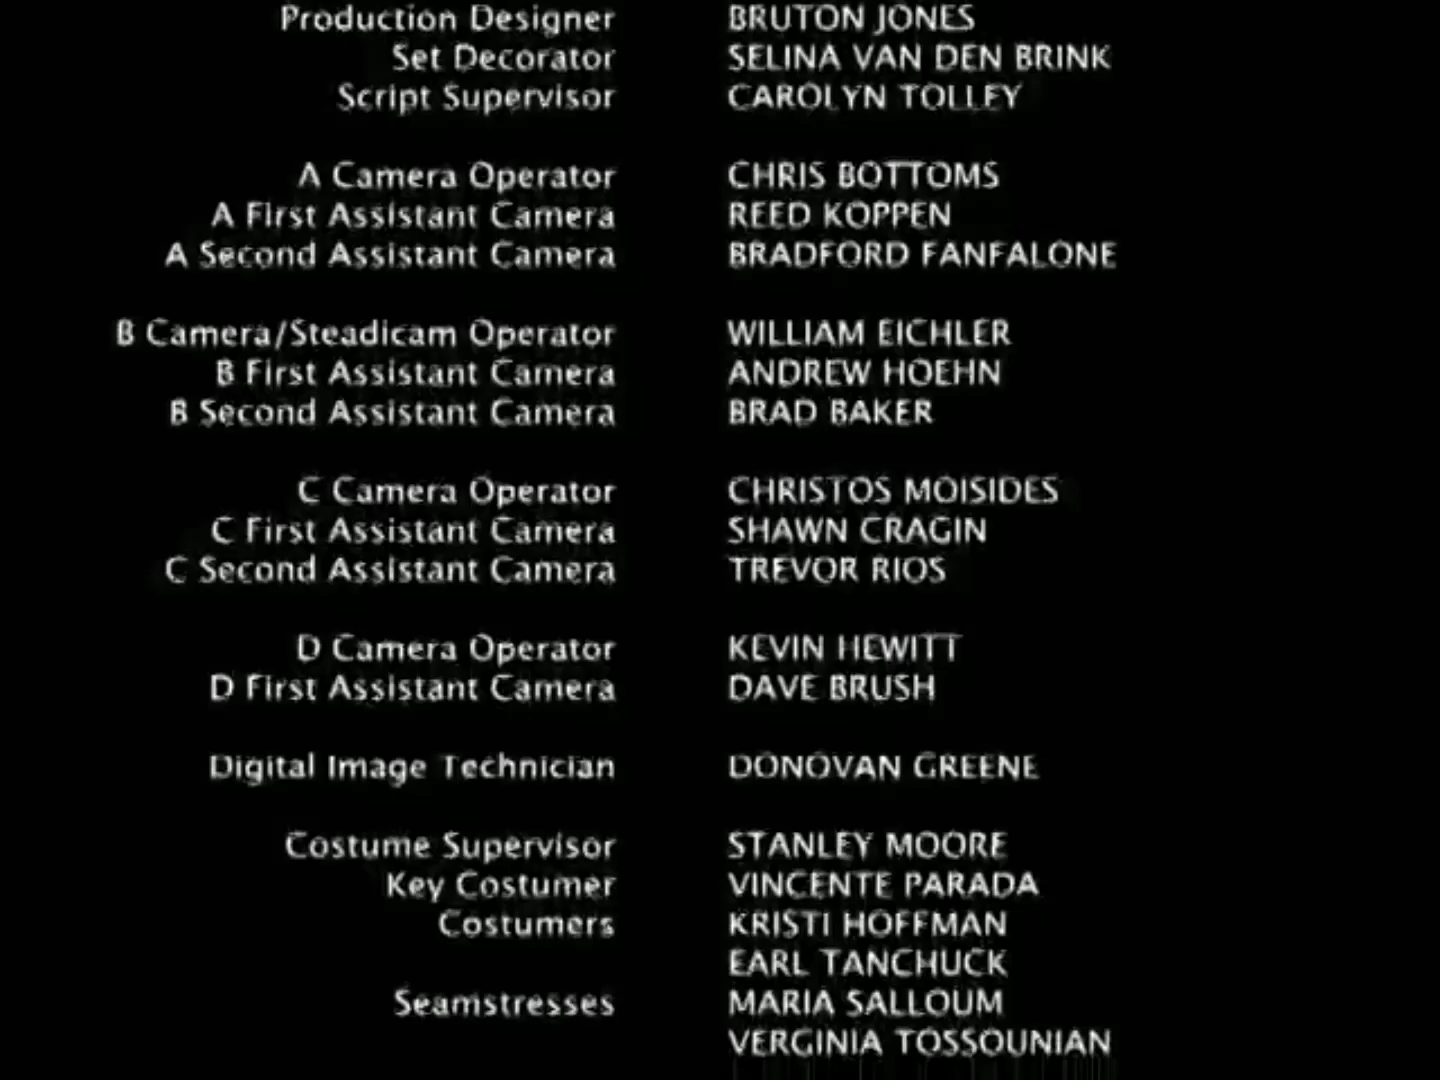 Production Designer BRUTON JONES
Set Decorator SELINA VAN DEN BRINK
Script Supervisor CAROLYN TOLLEY
A Camera Operator CHRIS BOTTOMS
A First Assistant Camera REED KOPPEN
A Second Assistant Camera BRADFORD FANFALONE
B Camera/Steadicam Operator WILLIAM EICHLER
B First Assistant Camera ANDREW HOEHN
B Second Assistant Camera BRAD BAKER
C Camera Operator CHRISTOS MOISIDES
C First Assistant Camera SHAWN CRAGIN
C Second Assistant Camera TREVOR RIOS
D Camera Operator KEVIN HEWITT
D First Assistant Camera DAVE BRUSH
Digital Image Technician DONOVAN GREENE
Costume Supervisor STANLEY MOORE
Key Costumer VINCENTE PARADA
Costumers KRISTI HOFFMAN
EARL TANCHUCK
Seamstresses MARIA SALLOUM
VERGINIA TOSSOUNIAN